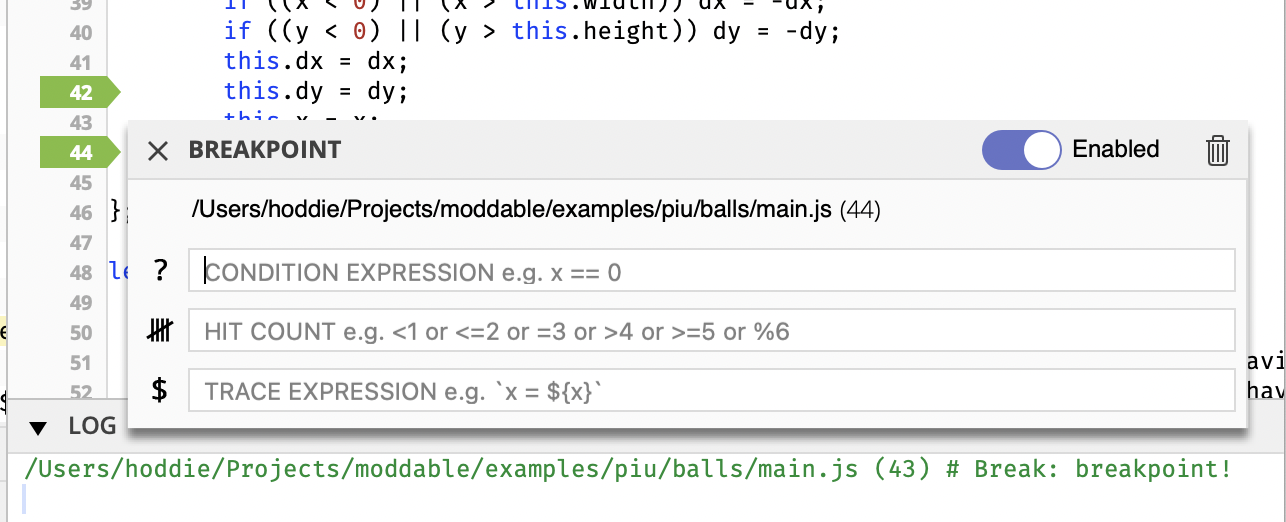 39 if ((x < 0) || (x > this.width)) dx = -dx;
40 if ((y < 0) || (y > this.height)) dy = -dy;
41 this.dx = dx;
42 this.dy = dy;
43 this.x = x;
44
45
46 };
47
48 le
49
50
51 avi
52 hav
BREAKPOINT Enabled
/Users/hoddie/Projects/moddable/examples/piu/balls/main.js (44)
? CONDITION EXPRESSION e.g. x == 0
HIT COUNT e.g. <1 or <=2 or =3 or >4 or >=5 or %6
$ TRACE EXPRESSION e.g. `x = ${x}`
LOG
/Users/hoddie/Projects/moddable/examples/piu/balls/main.js (43) # Break: breakpoint!